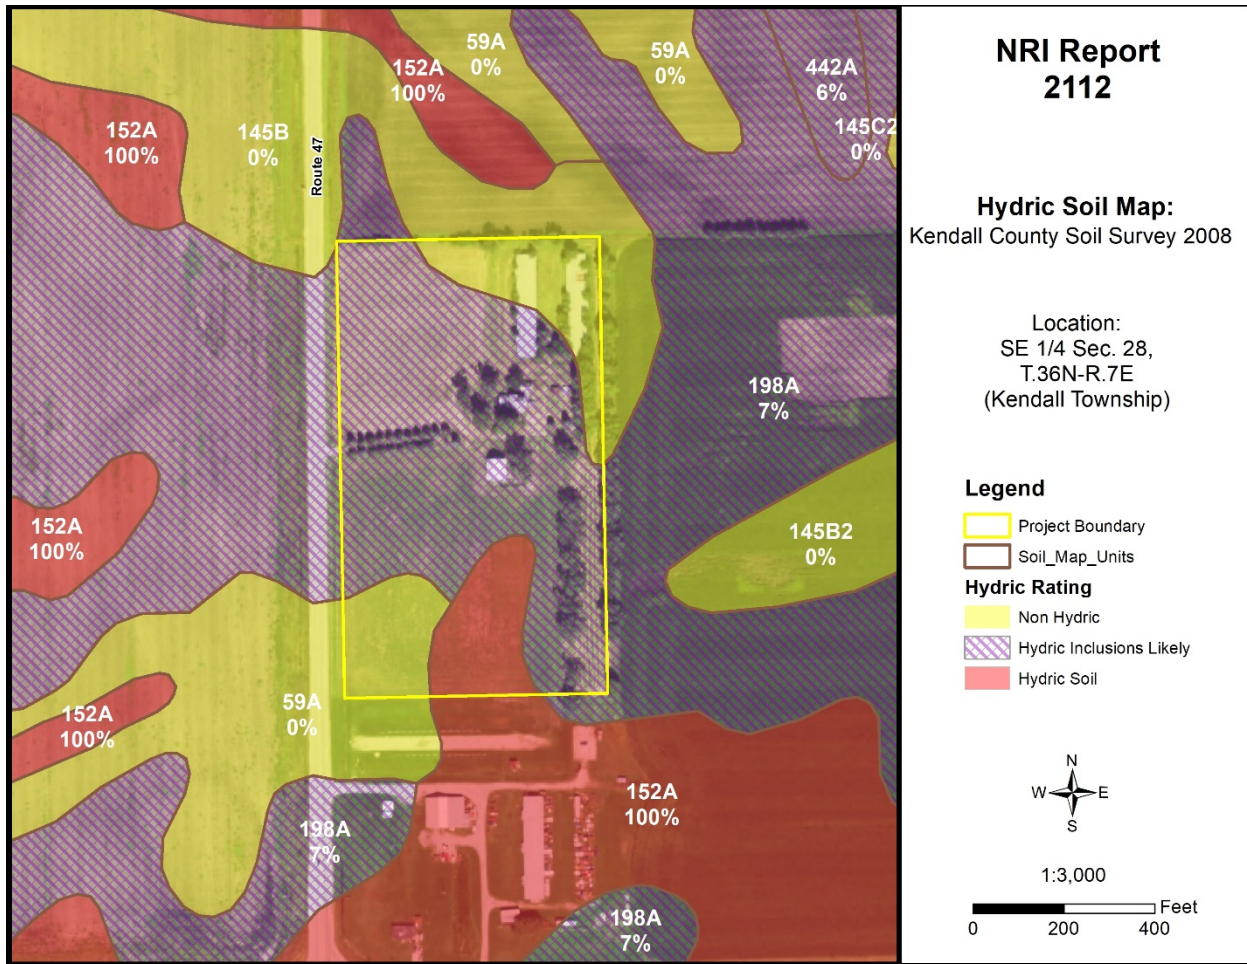 59A
0%
59A
0%
152A
100%
442A
6%
152A
100%
145B
0%
145C2
0%
Route 47
198A
7%
152A
100%
145B2
0%
152A
100%
59A
0%
152A
100%
198A
7%
198A
7%
NRI Report
2112
Hydric Soil Map:
Kendall County Soil Survey 2008
Location:
SE 1/4 Sec. 28,
T.36N-R.7E
(Kendall Township)
Legend
Project Boundary
Soil_Map_Units
Hydric Rating
Non Hydric
Hydric Inclusions Likely
Hydric Soil
N
W E
S
1:3,000
Feet
0 200 400